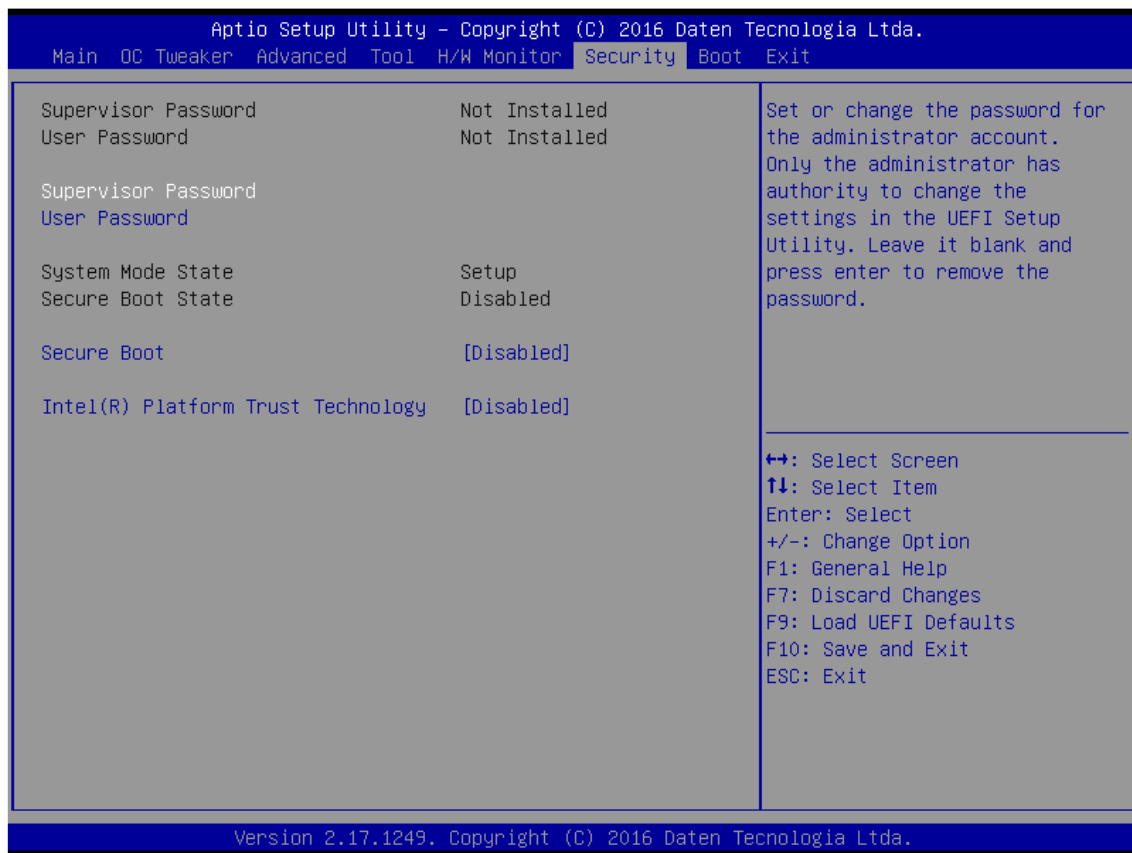 Aptio Setup Utility – Copyright (C) 2016 Daten Tecnologia Ltda.
Main OC Tweaker Advanced Tool H/W Monitor Security Boot Exit
Supervisor Password Not Installed
User Password Not Installed
Supervisor Password
User Password
System Mode State Setup
Secure Boot State Disabled
Secure Boot [Disabled]
Intel(R) Platform Trust Technology [Disabled]
Set or change the password for
the administrator account.
Only the administrator has
authority to change the
settings in the UEFI Setup
Utility. Leave it blank and
press enter to remove the
password.
↔: Select Screen
↑↓: Select Item
Enter: Select
+/-: Change Option
F1: General Help
F7: Discard Changes
F9: Load UEFI Defaults
F10: Save and Exit
ESC: Exit
Version 2.17.1249. Copyright (C) 2016 Daten Tecnologia Ltda.